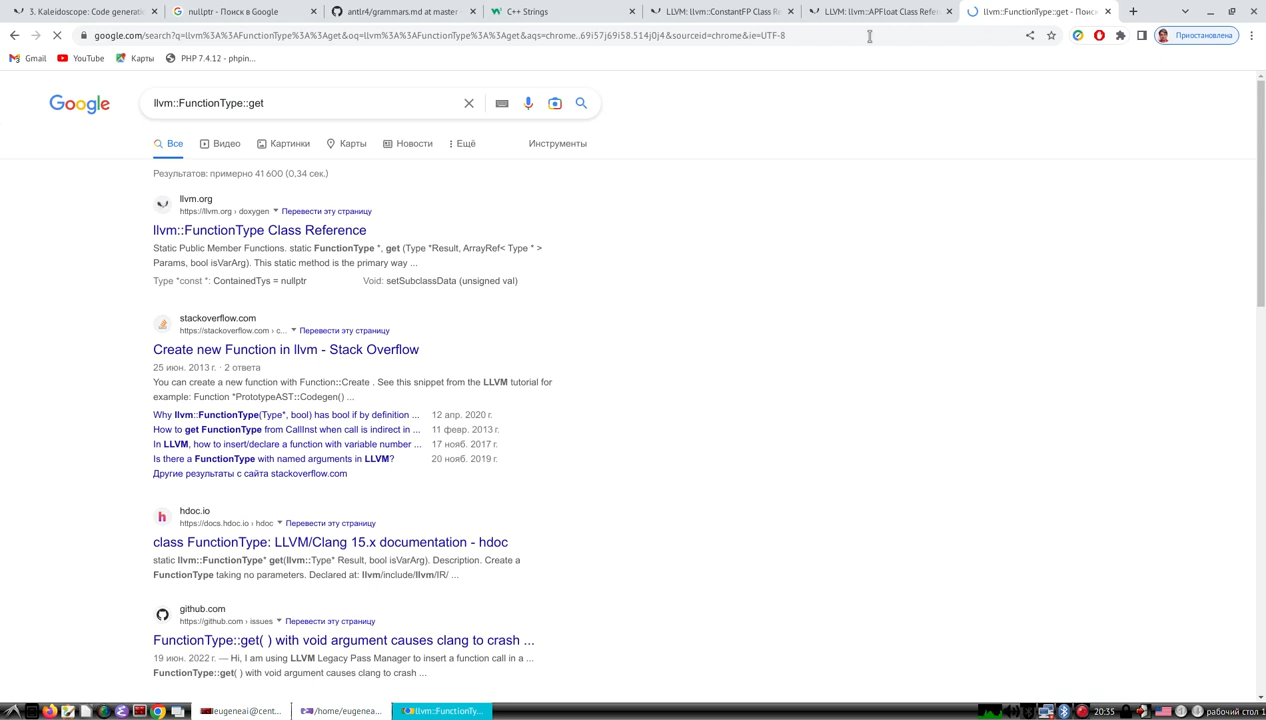 3. Kaleidoscope: Code generati
nullptr - Поиск в Google
antlr4/grammars.md at master
C++ Strings
LLVM: llvm::ConstantFP Class Re
LLVM: llvm::APFloat Class Refer
llvm::FunctionType::get - Поиск
google.com/search?q=llvm%3A%3AFunctionType%3A%3Aget&oq=llvm%3A%3AFunctionType%3A%3Aget&aqs=chrome..69i57j69i58.514j0j4&sourceid=chrome&ie=UTF-8
Приостановлена
Gmail
YouTube
Карты
PHP 7.4.12 - phpin...
Google
llvm::FunctionType::get
Все
Видео
Картинки
Карты
Новости
Ещё
Инструменты
Результатов: примерно 41 600 (0,34 сек.)
llvm.org
https://llvm.org › doxygen Перевести эту страницу
llvm::FunctionType Class Reference
Static Public Member Functions. static FunctionType *, get (Type *Result, ArrayRef< Type * >
Params, bool isVarArg). This static method is the primary way ...
Type *const *: ContainedTys = nullptr
Void: setSubclassData (unsigned val)
stackoverflow.com
https://stackoverflow.com › c... Перевести эту страницу
Create new Function in llvm - Stack Overflow
25 июн. 2013 г. · 2 ответа
You can create a new function with Function::Create . See this snippet from the LLVM tutorial for
example: Function *PrototypeAST::Codegen() ...
Why llvm::FunctionType(Type*, bool) has bool if by definition ... 12 апр. 2020 г.
How to get FunctionType from CallInst when call is indirect in ... 11 февр. 2013 г.
In LLVM, how to insert/declare a function with variable number ... 17 нояб. 2017 г.
Is there a FunctionType with named arguments in LLVM? 20 нояб. 2019 г.
Другие результаты с сайта stackoverflow.com
hdoc.io
https://docs.hdoc.io › hdoc Перевести эту страницу
class FunctionType: LLVM/Clang 15.x documentation - hdoc
static llvm::FunctionType* get(llvm::Type* Result, bool isVarArg). Description. Create a
FunctionType taking no parameters. Declared at: llvm/include/llvm/IR/ ...
github.com
https://github.com › issues Перевести эту страницу
FunctionType::get( ) with void argument causes clang to crash ...
19 июн. 2022 г. — Hi, I am using LLVM Legacy Pass Manager to insert a function call in a ...
FunctionType::get( ) with void argument causes clang to crash ...
eugeneai@cent...
/home/eugenea...
llvm::FunctionTy...
20:35
рабочий стол 1